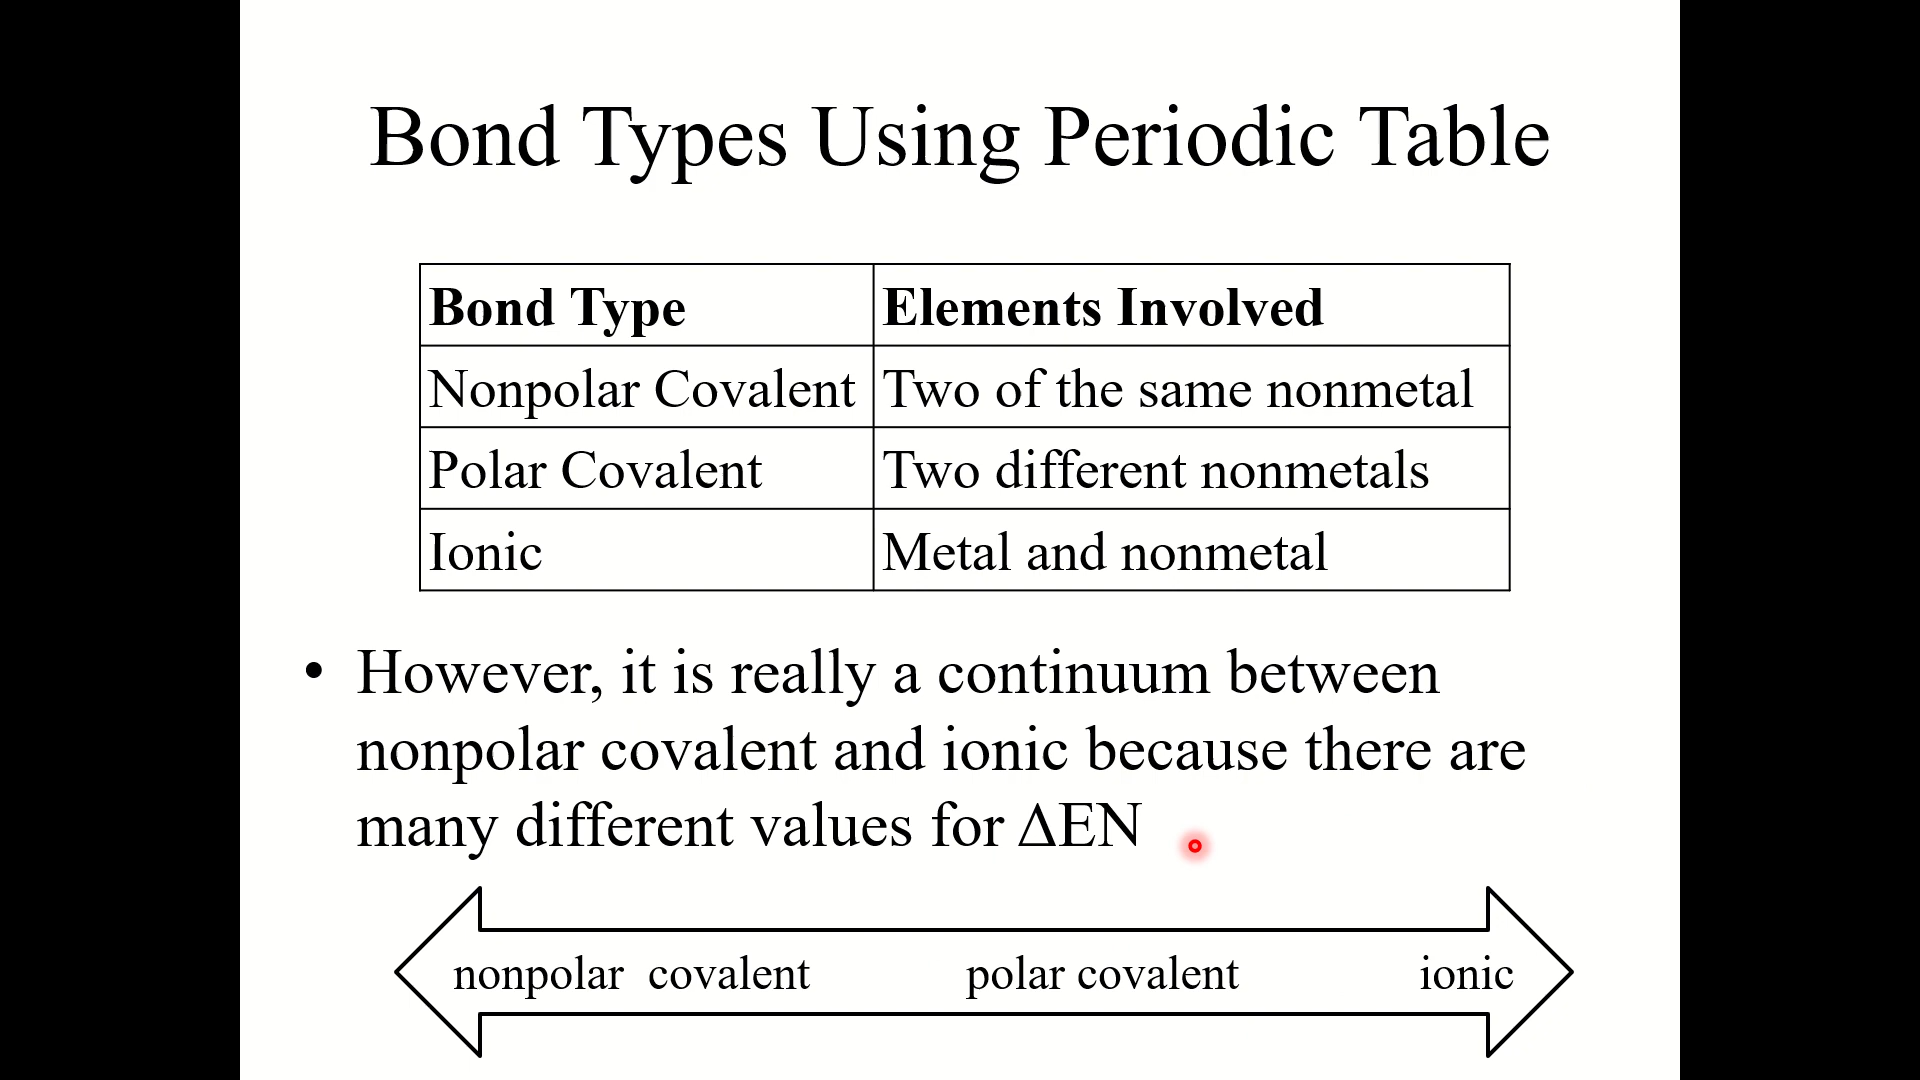 Bond Types Using Periodic Table
Bond Type Elements Involved
Nonpolar Covalent Two of the same nonmetal
Polar Covalent Two different nonmetals
Ionic Metal and nonmetal
• However, it is really a continuum between
nonpolar covalent and ionic because there are
many different values for ΔEN
nonpolar covalent polar covalent ionic